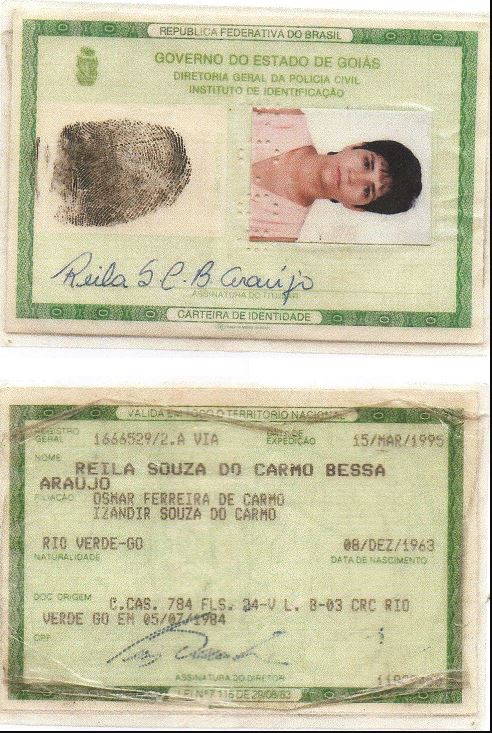 REPUBLICA FEDERATIVA DO BRASIL
GOVERNO DO ESTADO DE GOIÁS
DIRETORIA GERAL DA POLÍCIA CIVIL
INSTITUTO DE IDENTIFICAÇÃO
Reila S C. B Araújo
ASSINATURA DO TITULAR
CARTEIRA DE IDENTIDADE
VALIDA EM TODO O TERRITORIO NACIONAL
REGISTRO GERAL 1666529/2.A VIA DATA DE EXPEDIÇÃO 15/MAR/1995
NOME
REILA SOUZA DO CARMO BESSA
ARAUJO
FILIAÇÃO OSMAR FERREIRA DE CARMO
IZANDIR SOUZA DO CARMO
RIO VERDE-GO 08/DEZ/1963
NATURALIDADE DATA DE NASCIMENTO
DOC ORIGEM C.CAS. 784 FLS. 24-V L. B-03 CRC RIO
VERDE GO EM 05/07/1984
CPF
ASSINATURA DO DIRETOR
LEI Nº 7.116 DE 29/08/83